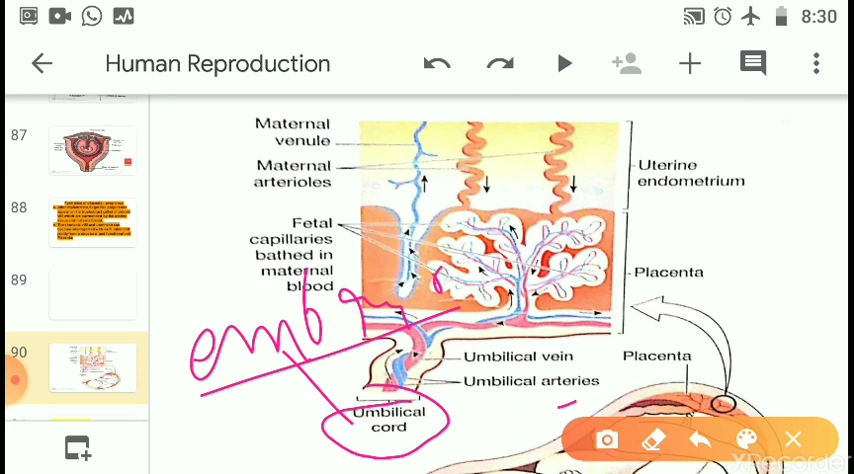 8:30
Human Reproduction
87
88
89
90
Maternal
venule
Maternal
arterioles
Fetal
capillaries
bathed in
maternal
blood
Uterine
endometrium
Placenta
embryo
Umbilical vein
Umbilical arteries
Placenta
Umbilical
cord
XRecorder